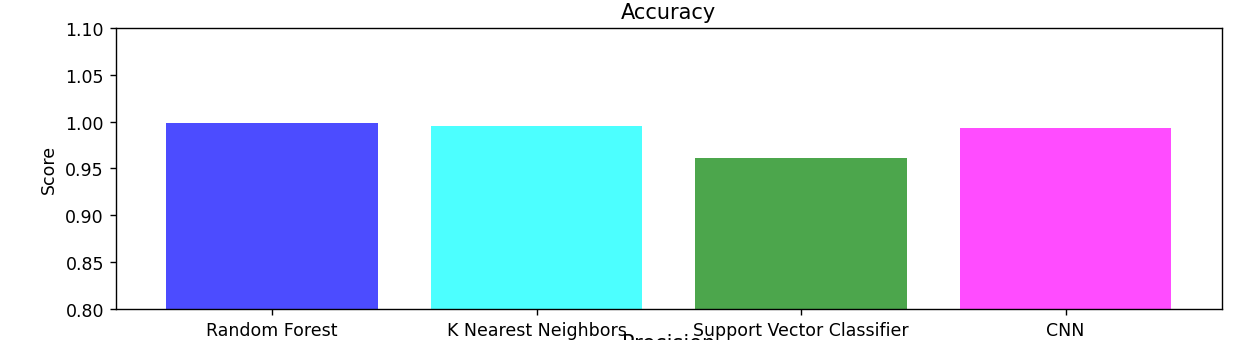 Accuracy
1.10
1.05
1.00
0.95
0.90
0.85
0.80
Score
Random Forest
K Nearest Neighbors
Support Vector Classifier
CNN
Precision